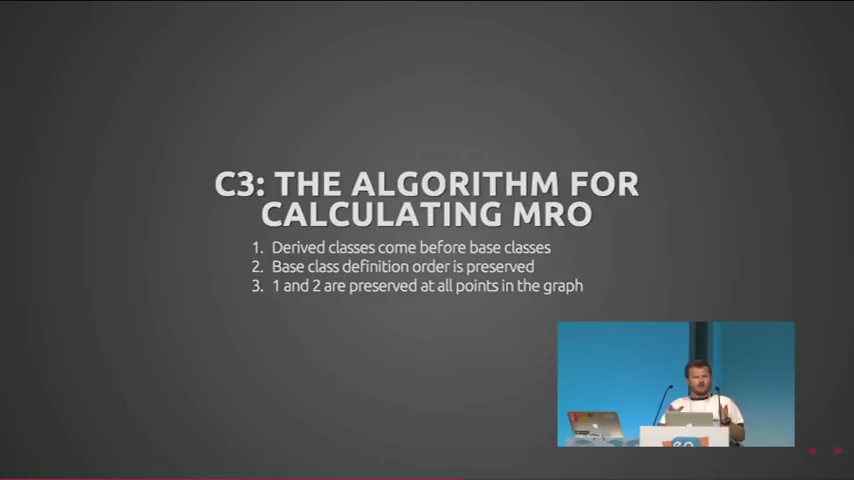 C3: THE ALGORITHM FOR
CALCULATING MRO
1. Derived classes come before base classes
2. Base class definition order is preserved
3. 1 and 2 are preserved at all points in the graph